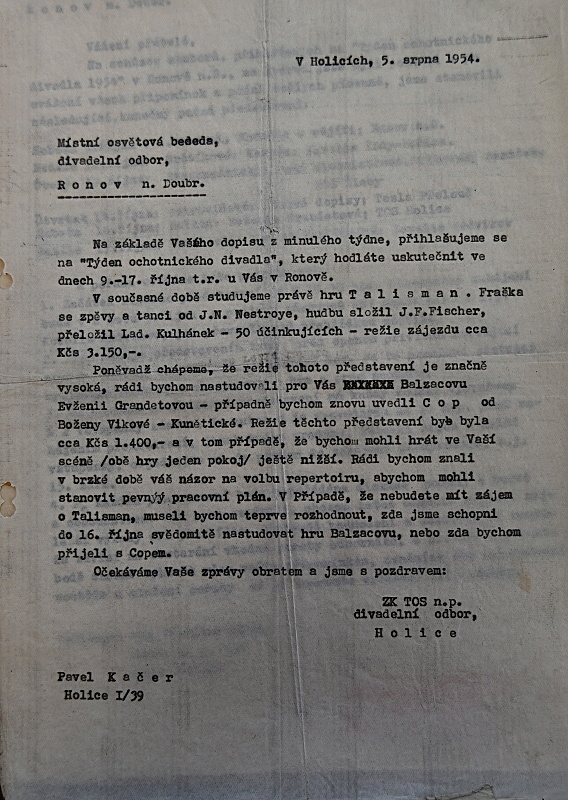 V Holicích, 5. srpna 1954.
Místní osvětová beseda,
divadelní odbor,
R o n o v n. Doubr.
Na základě Vašeho dopisu z minulého týdne, přihlašujeme se
na "Týden ochotnického divadla", který hodláte uskutečnit ve
dnech 9.-17. října t.r. u Vás v Ronově.
V současné době studujeme právě hru T a l i s m a n . Fraška
se zpěvy a tanci od J.N. Nestroye, hudbu složil J.F.Fischer,
přeložil Lad. Kulhánek - 50 účinkujících - režie zájezdu cca
Kčs 3.150,-.
Poněvadž chápeme, že režie tohoto představení je značně
vysoká, rádi bychom nastudovali pro Vás Balzacovu
Evženii Grandetovou - případně bychom znovu uvedli C o p od
Boženy Vikové - Kunětické. Režie těchto představení by byla
cca Kčs 1.400,- a v tom případě, že bychom mohli hrát ve Vaší
scéně /obě hry jeden pokoj/ ještě nižší. Rádi bychom znali
v brzké době váš názor na volbu repertoiru, abychom mohli
stanovit pevný pracovní plán. V Případě, že nebudete mít zájem
o Talisman, museli bychom teprve rozhodnout, zda jsme schopni
do 16. října svědomitě nastudovat hru Balzacovu, nebo zda bychom
přijeli s Copem.
Očekáváme Vaše zprávy obratem a jsme s pozdravem:
ZK TOS n.p.
divadelní odbor,
H o l i c e
Pavel K a č e r
Holice I/39